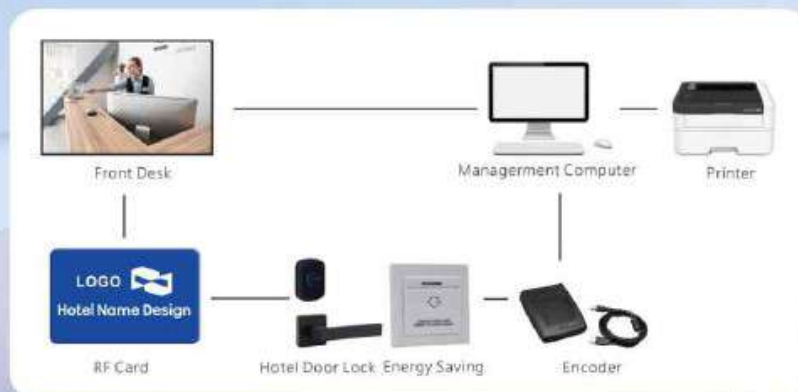 Front Desk
Managerment Computer
Printer
LOGO
Hotel Name Design
RF Card
Hotel Door Lock
Energy Saving
Encoder